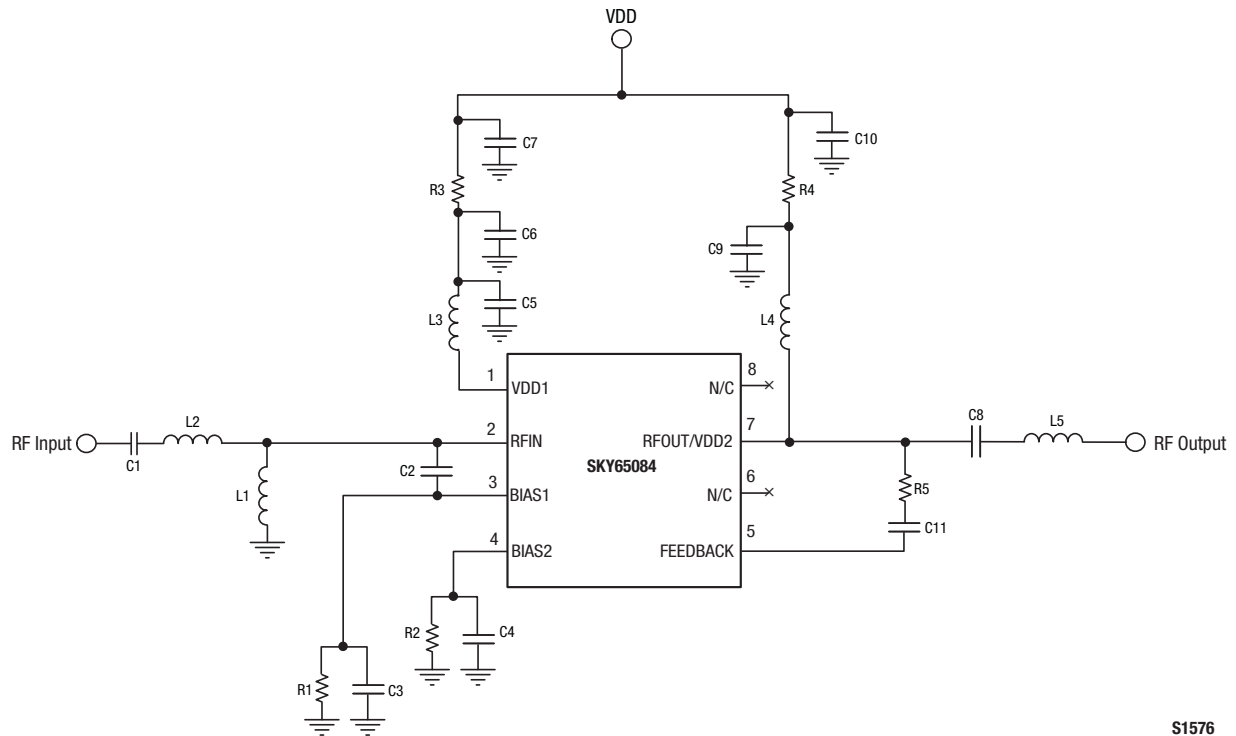 VDD
C7
C10
R3
R4
C6
C9
C5
L3
L4
1
VDD1
8
N/C
RF Input
C1
L2
2
RFIN
7
RFOUT/VDD2
C8
L5
RF Output
SKY65084
L1
C2
3
BIAS1
6
N/C
R5
C11
4
BIAS2
5
FEEDBACK
R2
C4
R1
C3
S1576